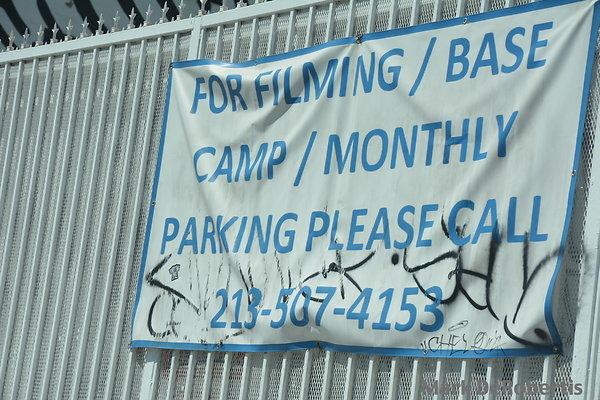 FOR FILMING / BASE
CAMP / MONTHLY
PARKING PLEASE CALL
213-507-4153